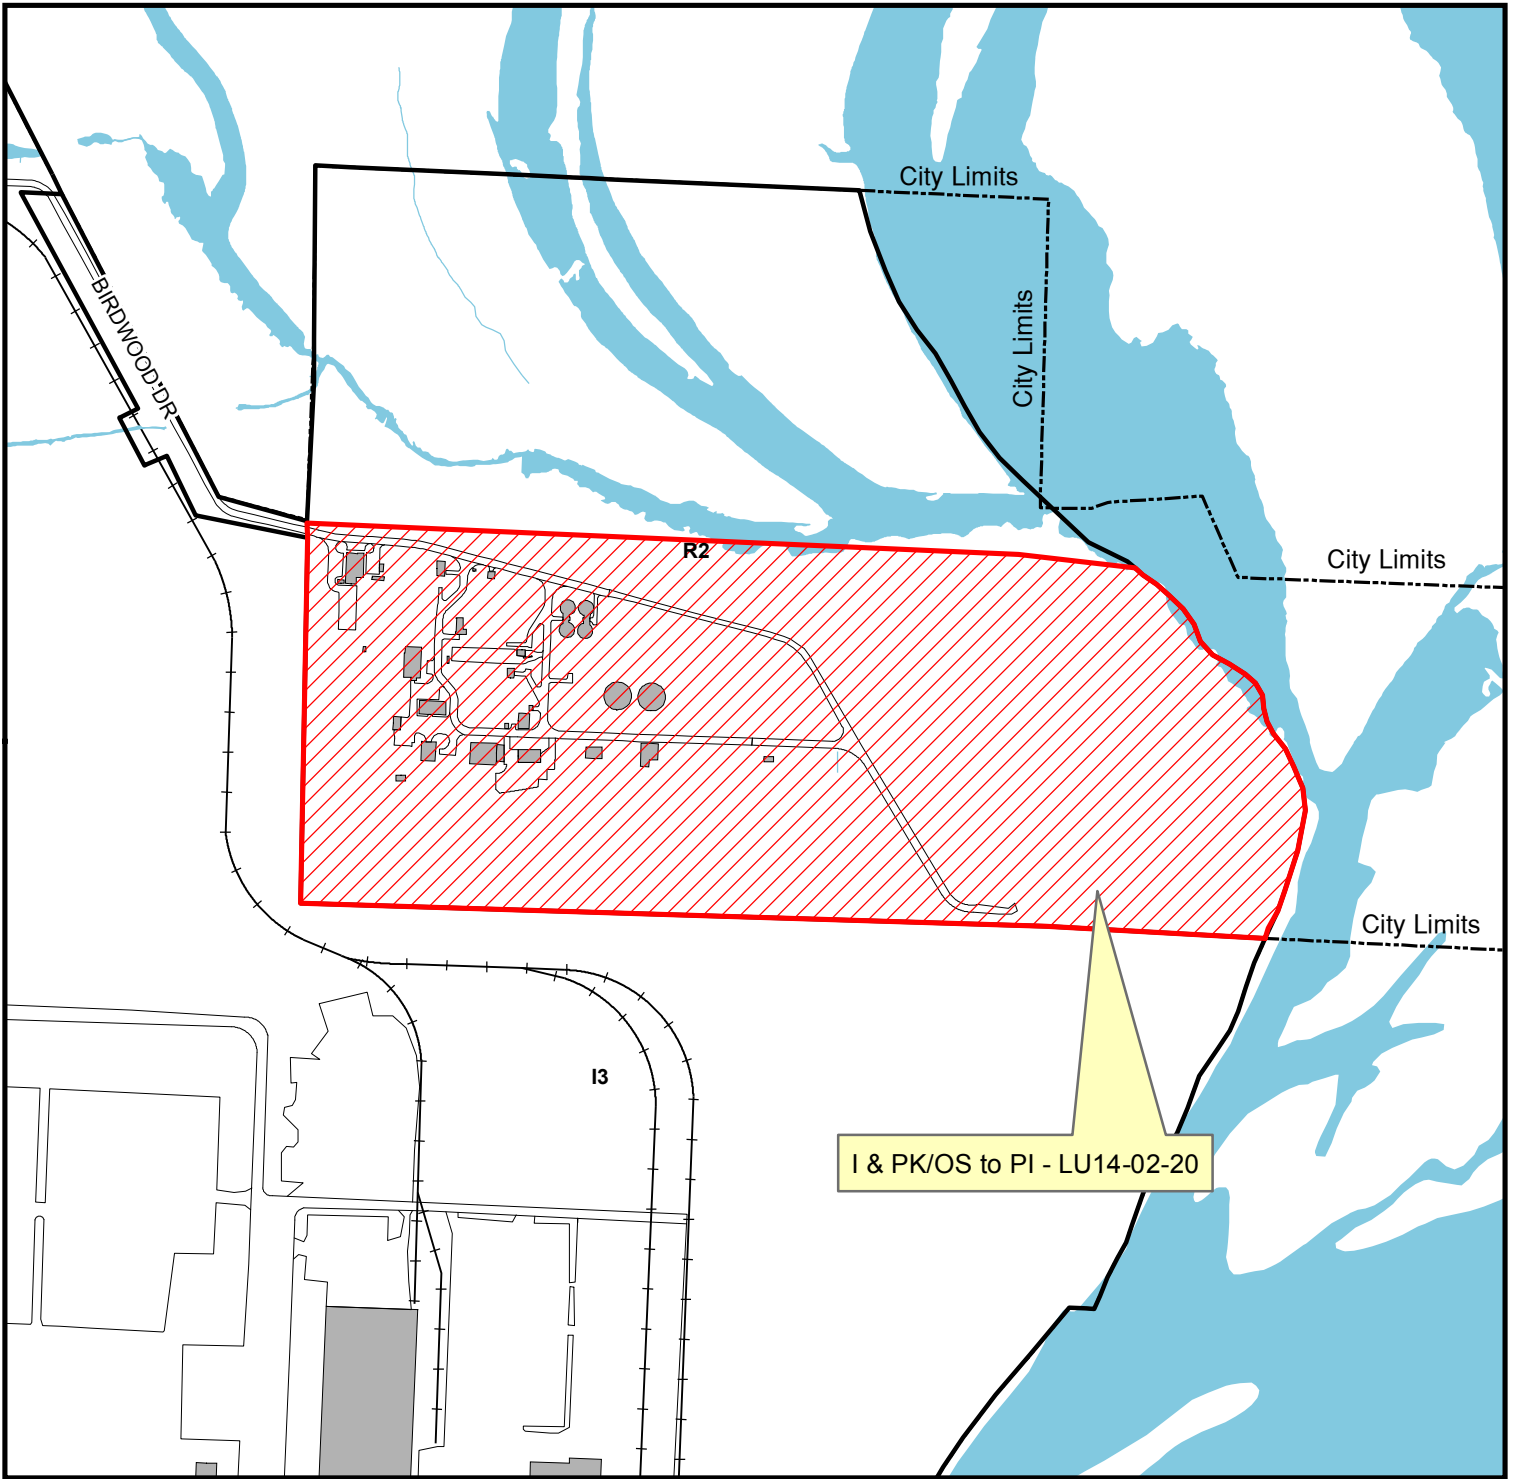 City Limits
City Limits
BIRDWOOD DR
R2
City Limits
City Limits
I3
I & PK/OS to PI - LU14-02-20